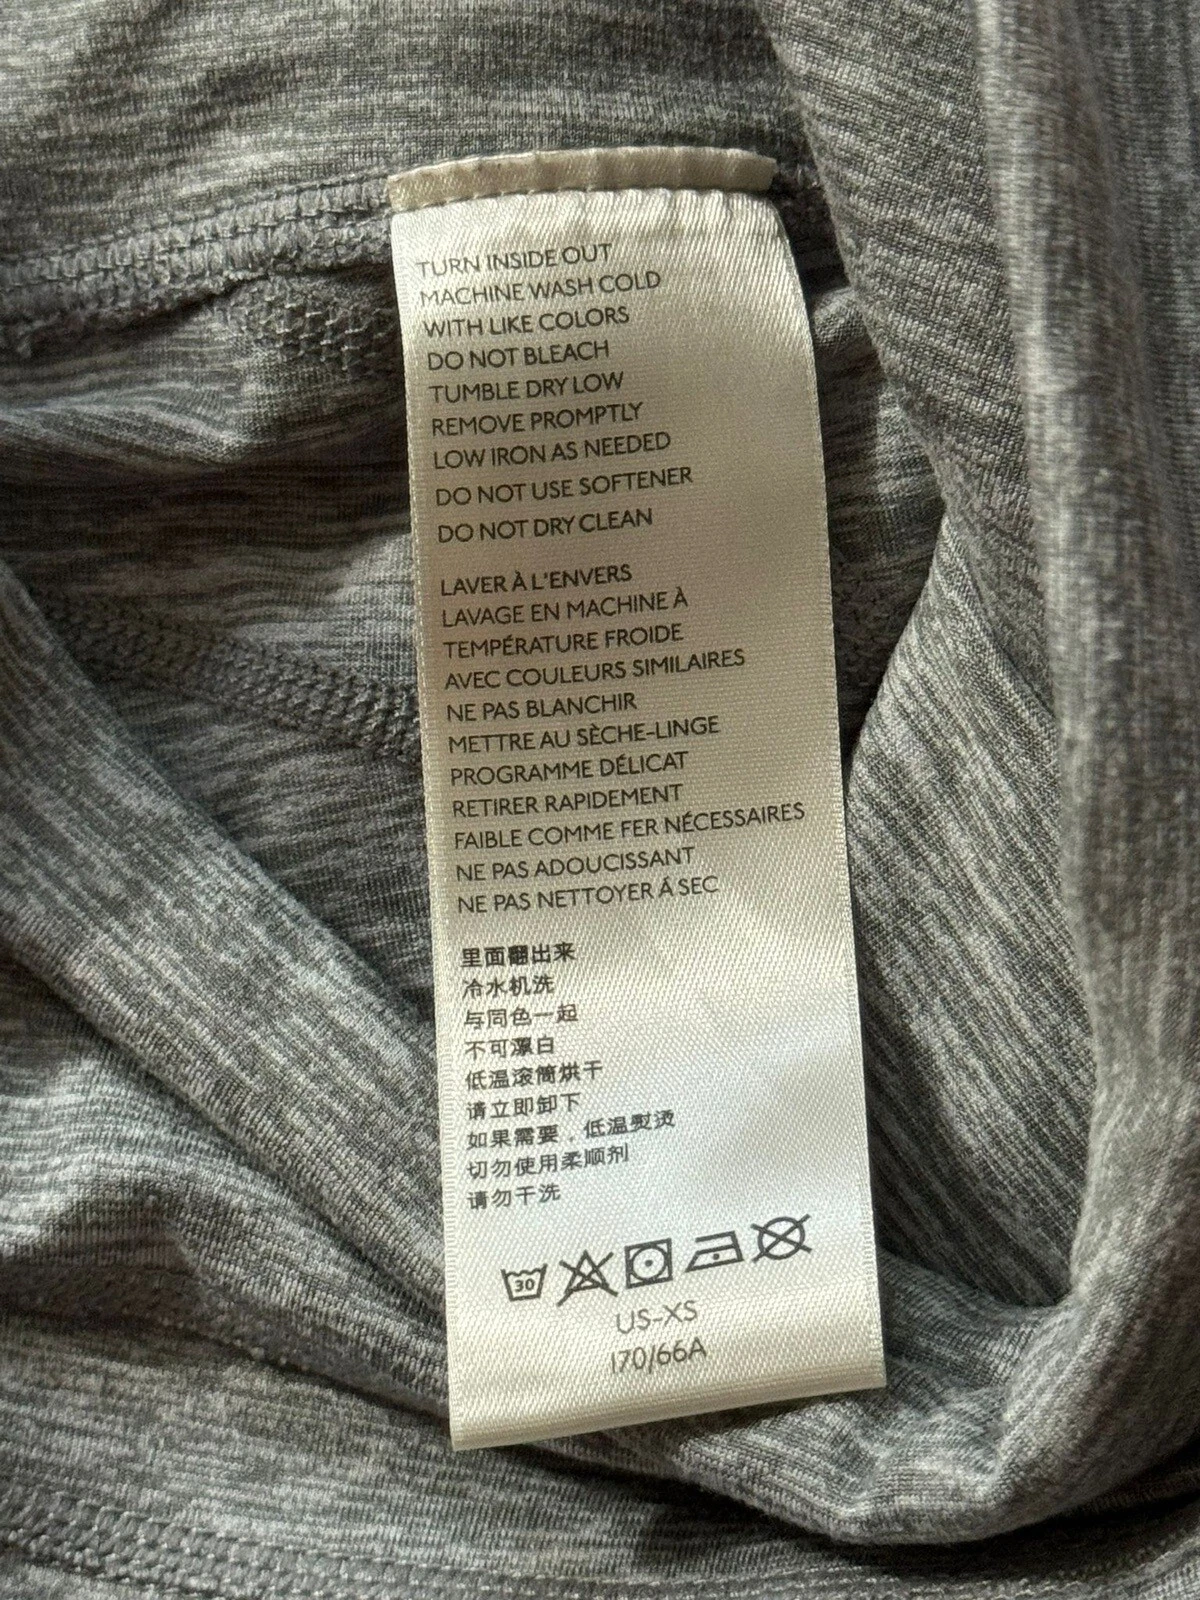 TURN INSIDE OUT
MACHINE WASH COLD
WITH LIKE COLORS
DO NOT BLEACH
TUMBLE DRY LOW
REMOVE PROMPTLY
LOW IRON AS NEEDED
DO NOT USE SOFTENER
DO NOT DRY CLEAN
LAVER À L'ENVERS
LAVAGE EN MACHINE À
TEMPÉRATURE FROIDE
AVEC COULEURS SIMILAIRES
NE PAS BLANCHIR
METTRE AU SÈCHE-LINGE
PROGRAMME DÉLICAT
RETIRER RAPIDEMENT
FAIBLE COMME FER NÉCESSAIRES
NE PAS ADOUCISSANT
NE PAS NETTOYER Á SEC
里面翻出来
冷水机洗
与同色一起
不可漂白
低温滚筒烘干
请立即卸下
如果需要，低温熨烫
切勿使用柔顺剂
请勿干洗
30
US-XS
170/66A